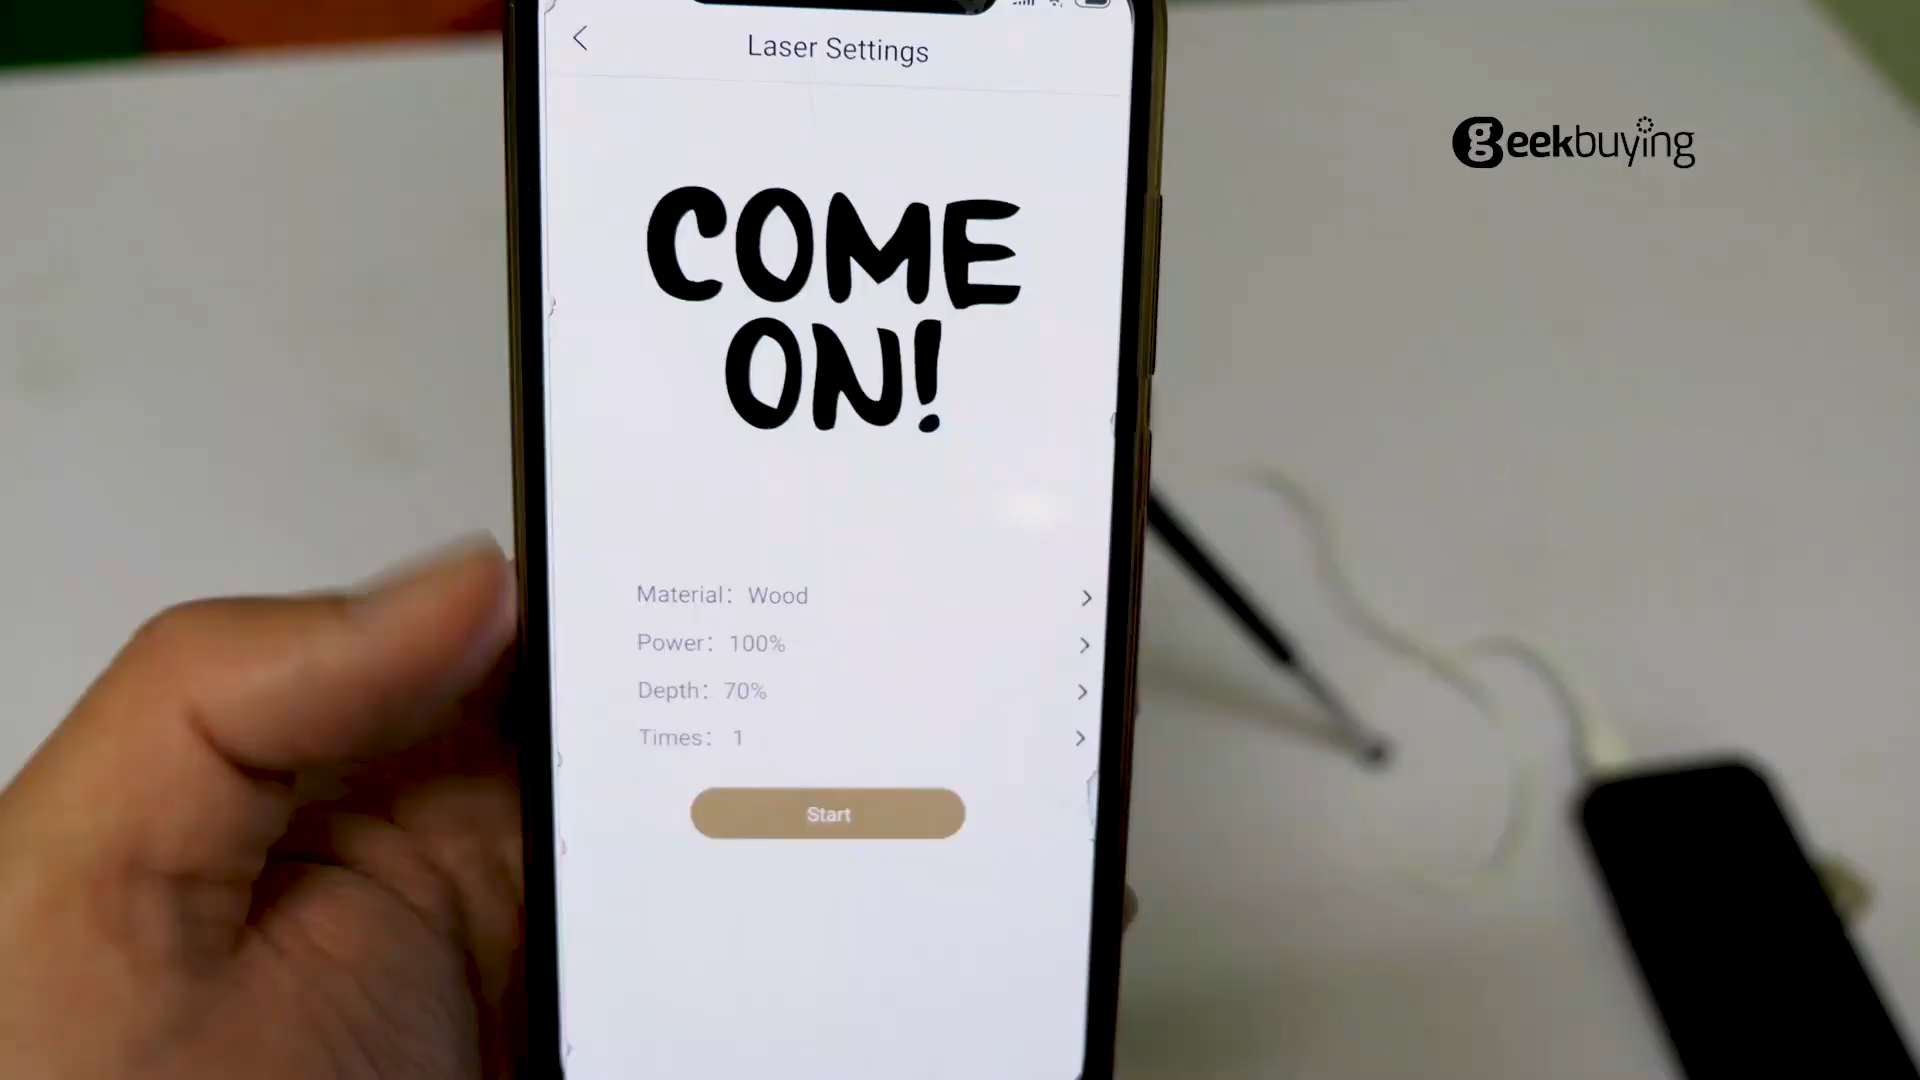 Laser Settings
geekbuying
COME
ON!
Material: Wood
Power: 100%
Depth: 70%
Times: 1
Start